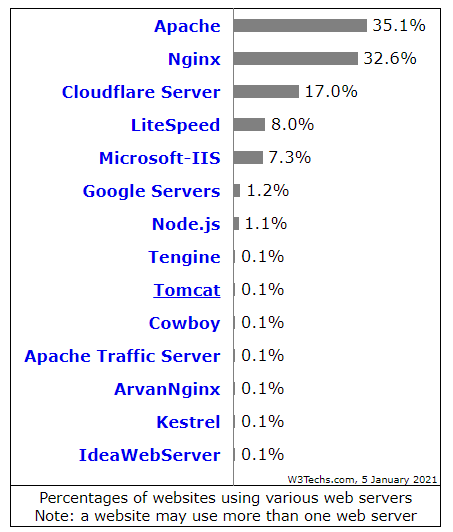 Apache 35.1%
Nginx 32.6%
Cloudflare Server 17.0%
LiteSpeed 8.0%
Microsoft-IIS 7.3%
Google Servers 1.2%
Node.js 1.1%
Tengine 0.1%
Tomcat 0.1%
Cowboy 0.1%
Apache Traffic Server 0.1%
ArvanNginx 0.1%
Kestrel 0.1%
IdeaWebServer 0.1%
W3Techs.com, 5 January 2021
Percentages of websites using various web servers
Note: a website may use more than one web server